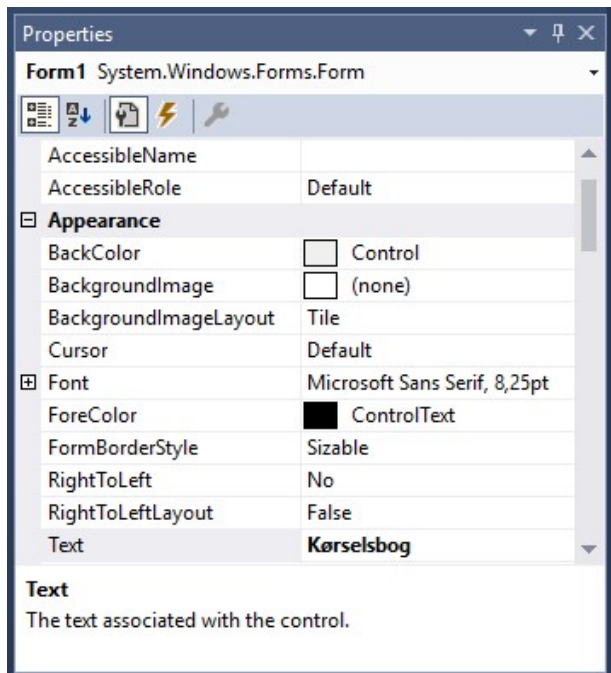 Properties
Form1 System.Windows.Forms.Form
AccessibleName
AccessibleRole Default
Appearance
BackColor Control
BackgroundImage (none)
BackgroundImageLayout Tile
Cursor Default
Font Microsoft Sans Serif, 8,25pt
ForeColor ControlText
FormBorderStyle Sizable
RightToLeft No
RightToLeftLayout False
Text Kørselsbog
Text
The text associated with the control.